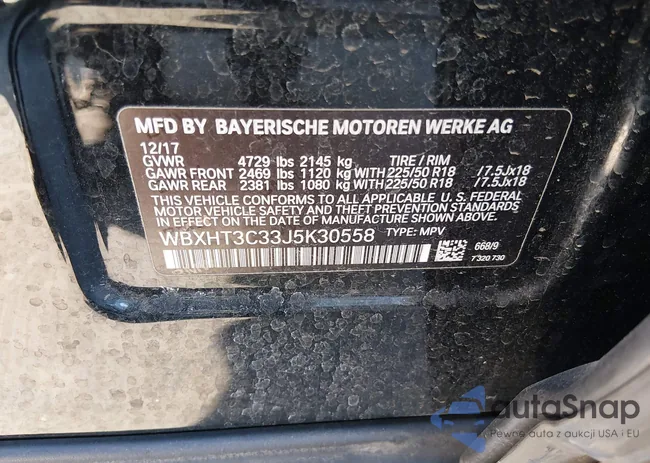 MFD BY BAYERISCHE MOTOREN WERKE AG
12/17
GVWR 4729 lbs 2145 kg TIRE / RIM
GAWR FRONT 2469 lbs 1120 kg WITH 225/50 R18 /7.5Jx18
GAWR REAR 2381 lbs 1080 kg WITH 225/50 R18 /7.5Jx18
THIS VEHICLE CONFORMS TO ALL APPLICABLE U. S. FEDERAL
MOTOR VEHICLE SAFETY AND THEFT PREVENTION STANDARDS
IN EFFECT ON THE DATE OF MANUFACTURE SHOWN ABOVE.
WBXHT3C33J5K30558 TYPE: MPV
668/9
7 320 730
autoSnap
Pewne auta z aukcji USA i EU